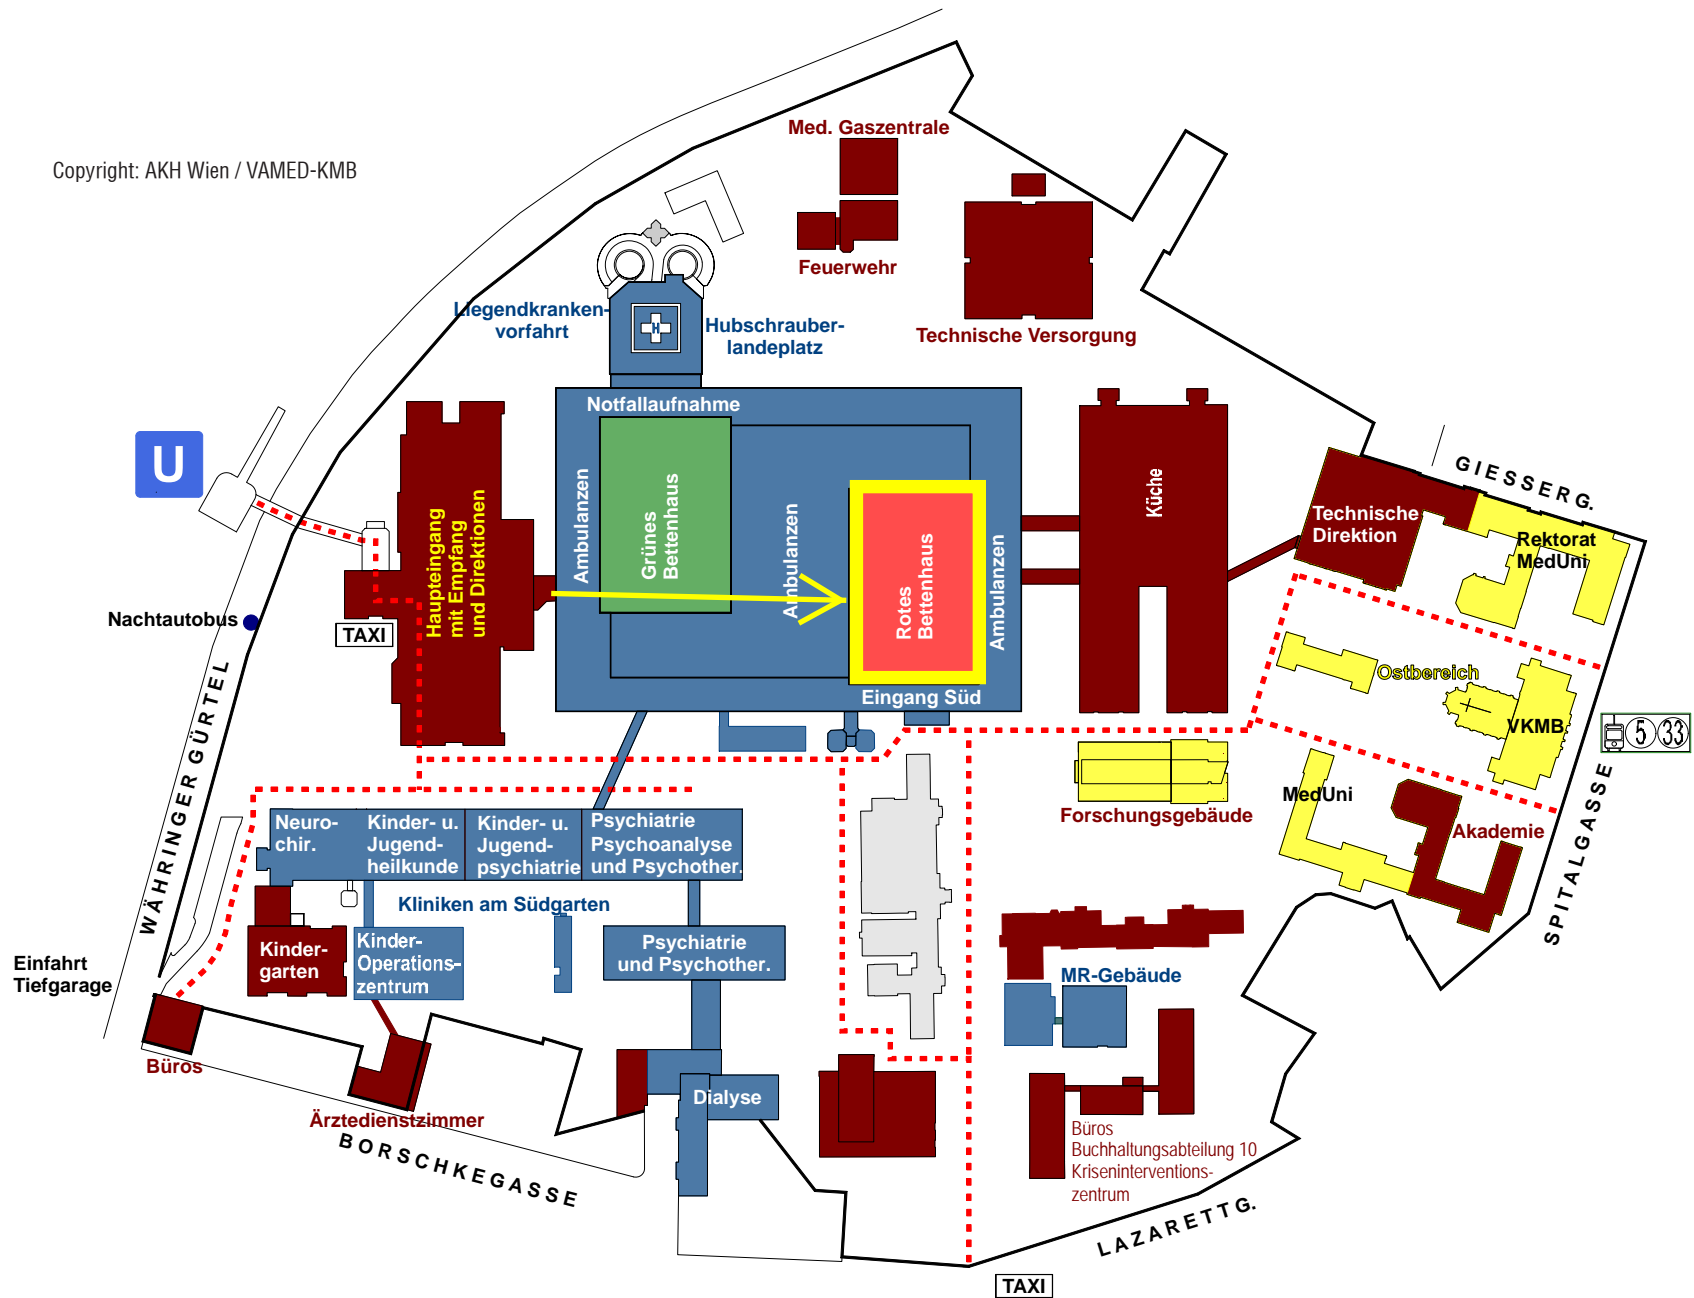 Copyright: AKH Wien / VAMED-KMB
Med. Gaszentrale
Feuerwehr
Technische Versorgung
Liegendkranken-
vorfahrt
H
Hubschrauber-
landeplatz
Notfallaufnahme
U
Haupteingang
mit Empfang
und Direktionen
Ambulanzen
Grünes
Bettenhaus
Ambulanzen
Rotes
Bettenhaus
Ambulanzen
Eingang Süd
Küche
GIESSERG.
Technische
Direktion
Rektorat
MedUni
Nachtautobus
TAXI
WÄHRINGER GÜRTEL
Ostbereich
VKMB
5 33
MedUni
Akademie
SPITALGASSE
Forschungsgebäude
Neuro-
chir.
Kinder- u.
Jugend-
heilkunde
Kinder- u.
Jugend-
psychiatrie
Psychiatrie
Psychoanalyse
und Psychother.
Kliniken am Südgarten
Kinder-
garten
Kinder-
Operations-
zentrum
Psychiatrie
und Psychother.
Einfahrt
Tiefgarage
MR-Gebäude
Büros
Ärztedienstzimmer
Dialyse
BORSCHKEGASSE
Büros
Buchhaltungsabteilung 10
Kriseninterventions-
zentrum
LAZARETTG.
TAXI